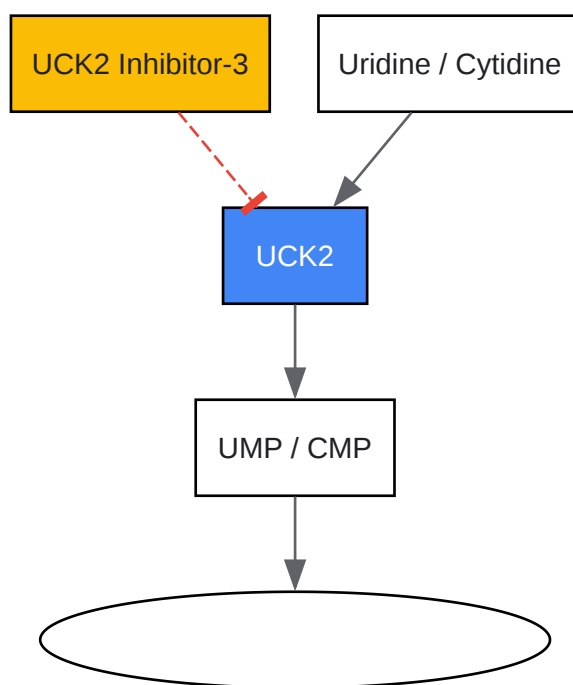 UCK2 Inhibitor-3
Uridine / Cytidine
UCK2
UMP / CMP